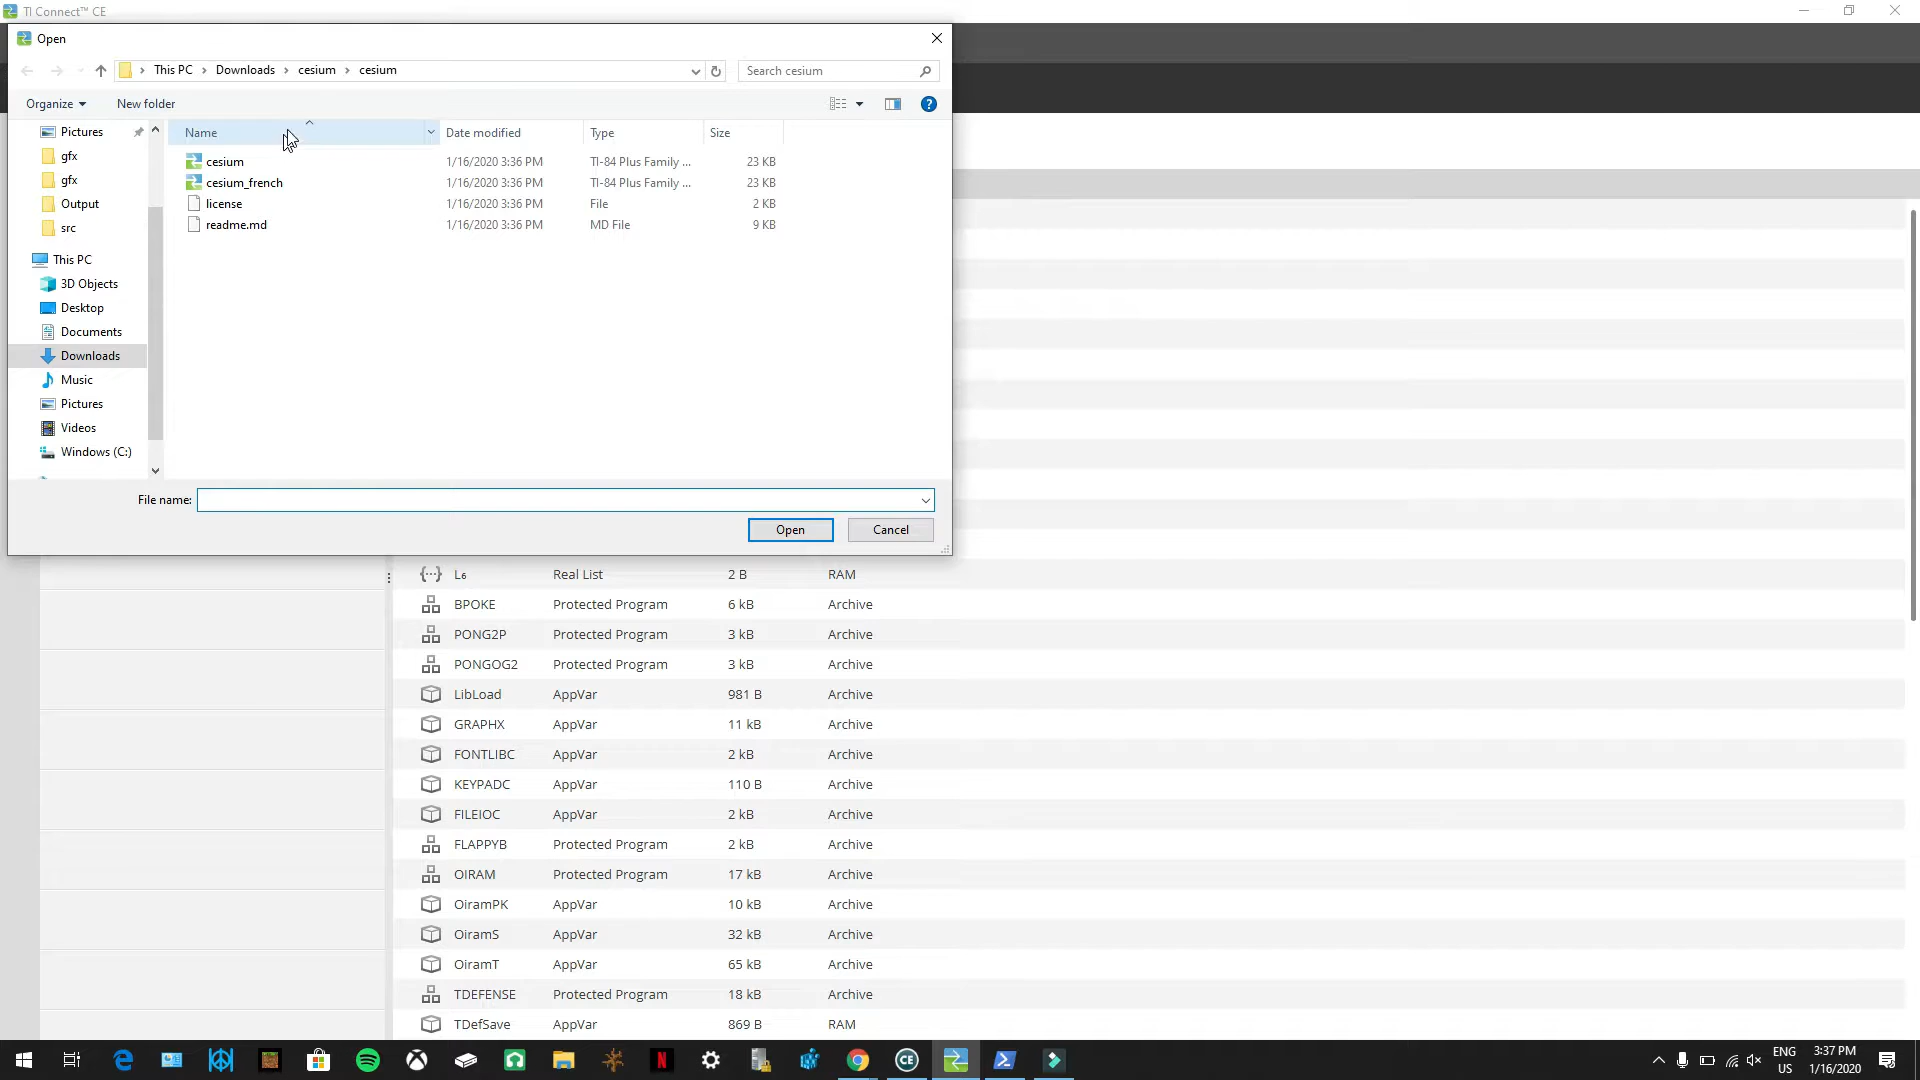 TI Connect™ CE
Open
This PC > Downloads > cesium > cesium
Search cesium
Organize
New folder
Name
Date modified
Type
Size
Pictures
gfx
gfx
Output
src
This PC
3D Objects
Desktop
Documents
Downloads
Music
Pictures
Videos
Windows (C:)
cesium 1/16/2020 3:36 PM TI-84 Plus Family ... 23 KB
cesium_french 1/16/2020 3:36 PM TI-84 Plus Family ... 23 KB
license 1/16/2020 3:36 PM File 2 KB
readme.md 1/16/2020 3:36 PM MD File 9 KB
File name:
Open
Cancel
L₆ Real List 2 B RAM
BPOKE Protected Program 6 kB Archive
PONG2P Protected Program 3 kB Archive
PONGOG2 Protected Program 3 kB Archive
LibLoad AppVar 981 B Archive
GRAPHX AppVar 11 kB Archive
FONTLIBC AppVar 2 kB Archive
KEYPADC AppVar 110 B Archive
FILEIOC AppVar 2 kB Archive
FLAPPYB Protected Program 2 kB Archive
OIRAM Protected Program 17 kB Archive
OiramPK AppVar 10 kB Archive
OiramS AppVar 32 kB Archive
OiramT AppVar 65 kB Archive
TDEFENSE Protected Program 18 kB Archive
TDefSave AppVar 869 B RAM
CE
ENG
US
3:37 PM
1/16/2020